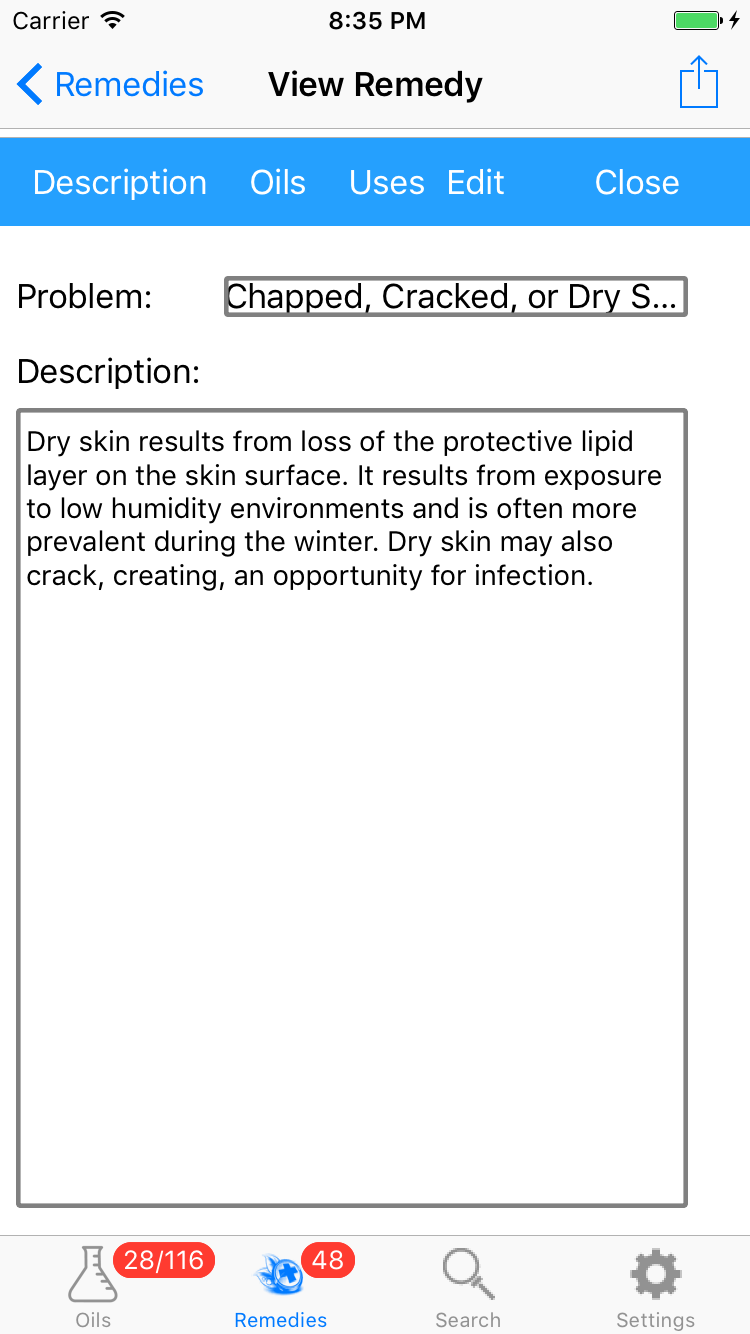 Carrier 8:35 PM
Remedies View Remedy
Description Oils Uses Edit Close
Problem: Chapped, Cracked, or Dry S...
Description:
Dry skin results from loss of the protective lipid
layer on the skin surface. It results from exposure
to low humidity environments and is often more
prevalent during the winter. Dry skin may also
crack, creating, an opportunity for infection.
28/116 48
Oils Remedies Search Settings